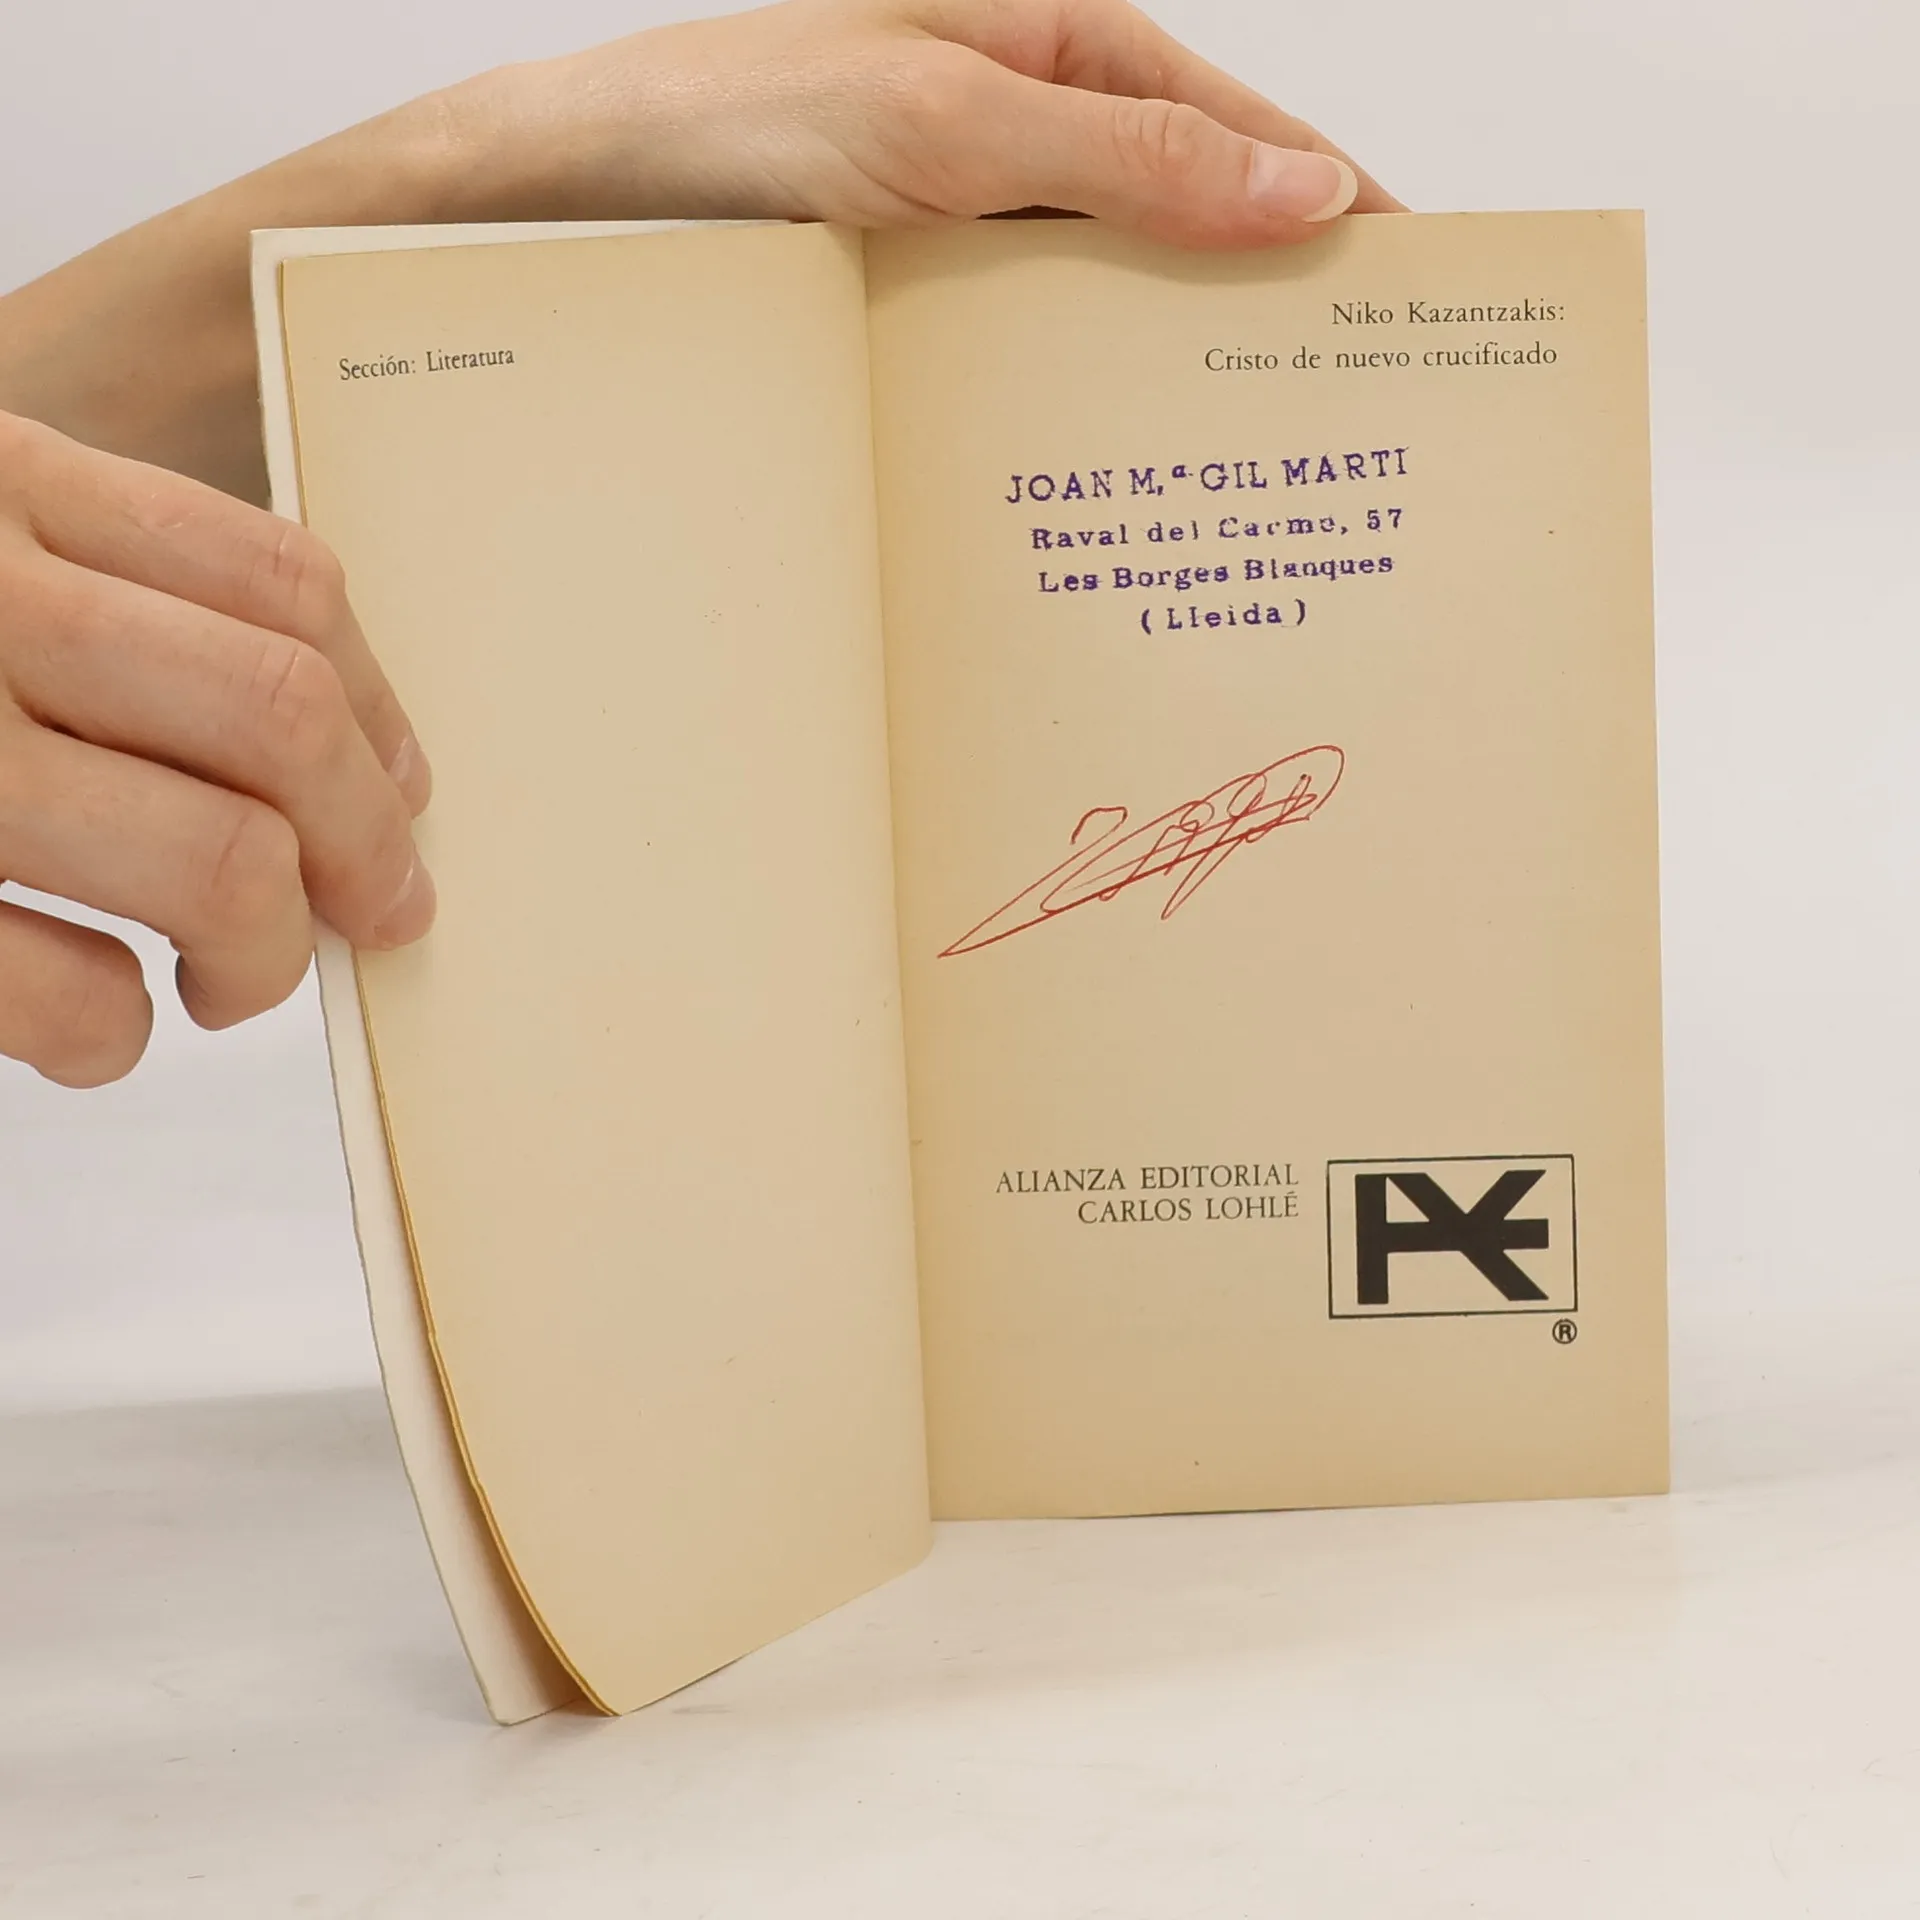 Sección: Literatura
Niko Kazantzakis:
Cristo de nuevo crucificado
JOAN M,ª GIL MARTI
Raval del Carme, 57
Les Borges Blanques
( Lleida )
ALIANZA EDITORIAL
CARLOS LOHLÉ
®